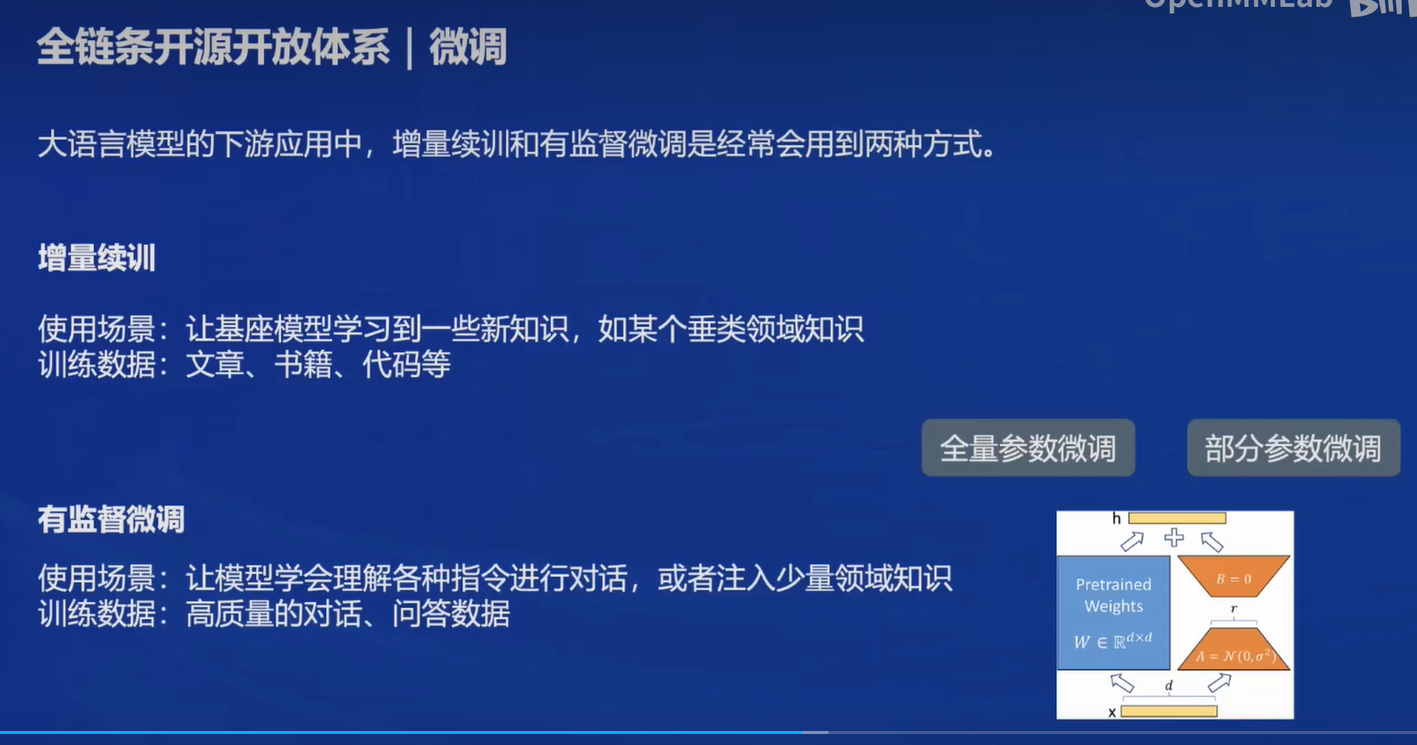 OpenMMLab
全链条开源开放体系｜微调
大语言模型的下游应用中，增量续训和有监督微调是经常会用到两种方式。
增量续训
使用场景：让基座模型学习到一些新知识，如某个垂类领域知识
训练数据：文章、书籍、代码等
全量参数微调
部分参数微调
有监督微调
使用场景：让模型学会理解各种指令进行对话，或者注入少量领域知识
训练数据：高质量的对话、问答数据
h
Pretrained
Weights
W ∈ ℝ^{d×d}
B = 0
r
A = 𝒩(0, σ²)
d
x